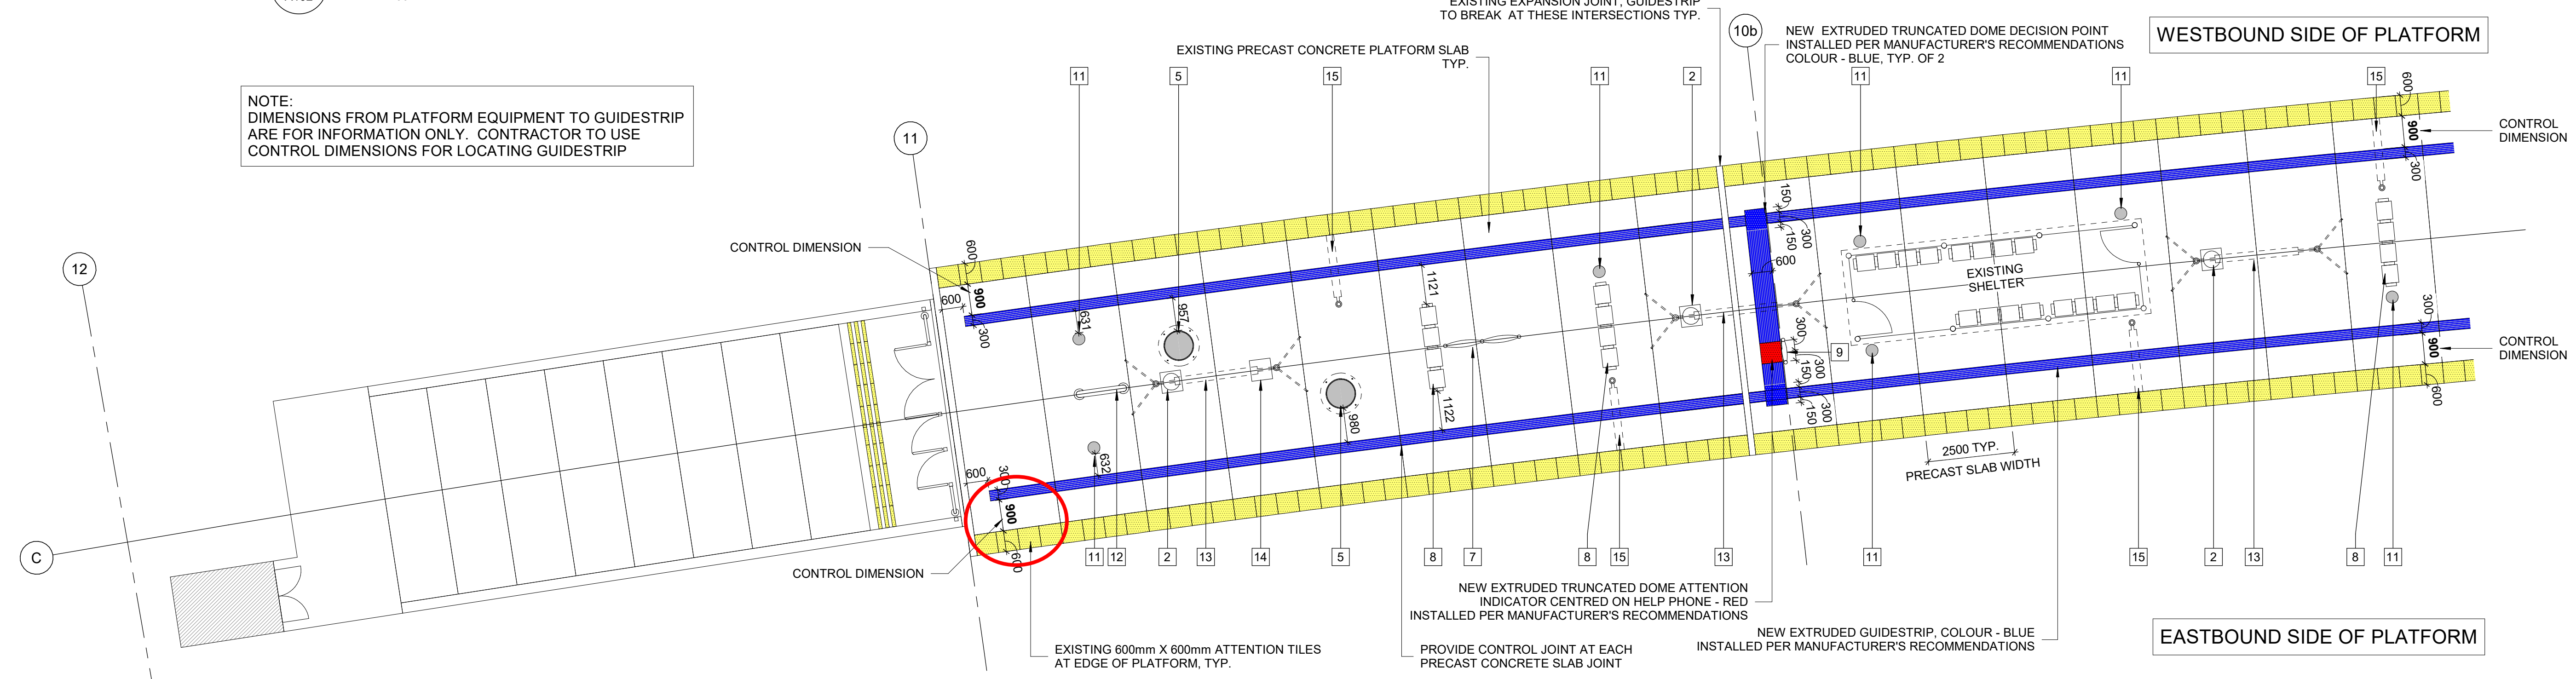 EXISTING EXPANSION JOINT, GUIDESTRIP
TO BREAK AT THESE INTERSECTIONS TYP.
10b
NEW EXTRUDED TRUNCATED DOME DECISION POINT
INSTALLED PER MANUFACTURER'S RECOMMENDATIONS
COLOUR - BLUE, TYP. OF 2
WESTBOUND SIDE OF PLATFORM
EXISTING PRECAST CONCRETE PLATFORM SLAB
TYP.
11
5
15
11
2
11
11
15
NOTE:
DIMENSIONS FROM PLATFORM EQUIPMENT TO GUIDESTRIP
ARE FOR INFORMATION ONLY. CONTRACTOR TO USE
CONTROL DIMENSIONS FOR LOCATING GUIDESTRIP
11
12
C
600
900
300
CONTROL
DIMENSION
CONTROL DIMENSION
600
900
600
300
631
957
1121
150
300
150
600
EXISTING
SHELTER
300
900
600
CONTROL
DIMENSION
300
9
300
150
300
150
1122
980
632
600
300
900
600
2500 TYP.
PRECAST SLAB WIDTH
CONTROL DIMENSION
11
12
2
13
14
5
8
7
8
15
13
11
15
2
13
8
11
NEW EXTRUDED TRUNCATED DOME ATTENTION
INDICATOR CENTRED ON HELP PHONE - RED
INSTALLED PER MANUFACTURER'S RECOMMENDATIONS
EXISTING 600mm X 600mm ATTENTION TILES
AT EDGE OF PLATFORM, TYP.
PROVIDE CONTROL JOINT AT EACH
PRECAST CONCRETE SLAB JOINT
NEW EXTRUDED GUIDESTRIP, COLOUR - BLUE
INSTALLED PER MANUFACTURER'S RECOMMENDATIONS
EASTBOUND SIDE OF PLATFORM